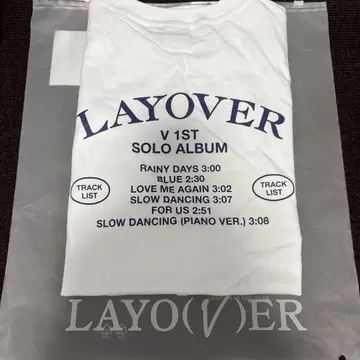 LAYOVER
V 1ST
SOLO ALBUM
RAINY DAYS 3:00
BLUE 2:30
LOVE ME AGAIN 3:02
SLOW DANCING 3:07
FOR US 2:51
SLOW DANCING (PIANO VER.) 3:08
TRACK
LIST
TRACK
LIST
LAYO(V)ER